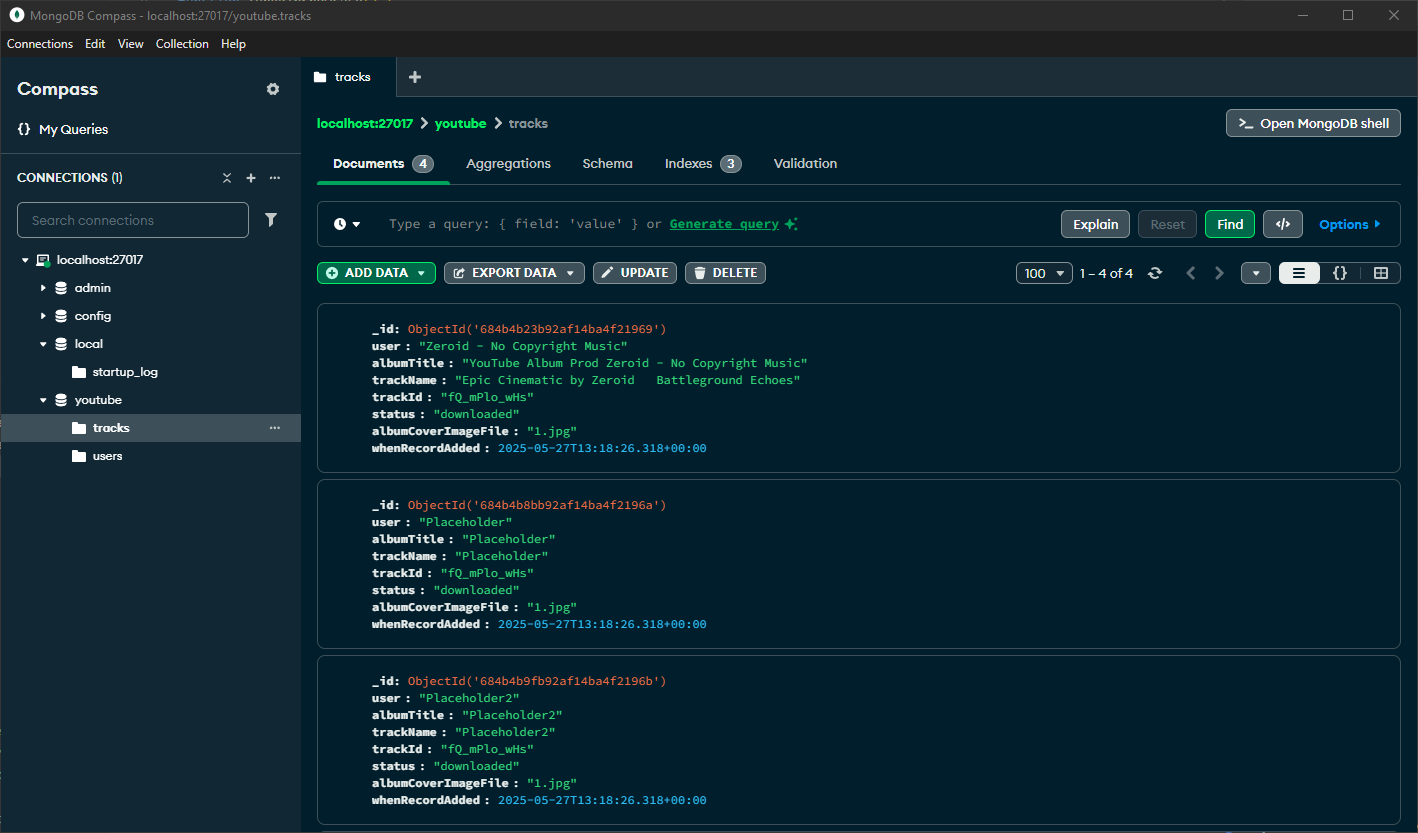 MongoDB Compass - localhost:27017/youtube.tracks
Connections Edit View Collection Help
Compass
{} My Queries
CONNECTIONS (1)
Search connections
localhost:27017
admin
config
local
startup_log
youtube
tracks
users
tracks
localhost:27017 > youtube > tracks
>_ Open MongoDB shell
Documents 4 Aggregations Schema Indexes 3 Validation
Type a query: { field: 'value' } or Generate query
Explain Reset Find </> Options
ADD DATA EXPORT DATA UPDATE DELETE
100 1 – 4 of 4 {}
_id: ObjectId('684b4b23b92af14ba4f21969')
user : "Zeroid - No Copyright Music"
albumTitle : "YouTube Album Prod Zeroid - No Copyright Music"
trackName : "Epic Cinematic by Zeroid   Battleground Echoes"
trackId : "fQ_mPlo_wHs"
status : "downloaded"
albumCoverImageFile : "1.jpg"
whenRecordAdded : 2025-05-27T13:18:26.318+00:00
_id: ObjectId('684b4b8bb92af14ba4f2196a')
user : "Placeholder"
albumTitle : "Placeholder"
trackName : "Placeholder"
trackId : "fQ_mPlo_wHs"
status : "downloaded"
albumCoverImageFile : "1.jpg"
whenRecordAdded : 2025-05-27T13:18:26.318+00:00
_id: ObjectId('684b4b9fb92af14ba4f2196b')
user : "Placeholder2"
albumTitle : "Placeholder2"
trackName : "Placeholder2"
trackId : "fQ_mPlo_wHs"
status : "downloaded"
albumCoverImageFile : "1.jpg"
whenRecordAdded : 2025-05-27T13:18:26.318+00:00